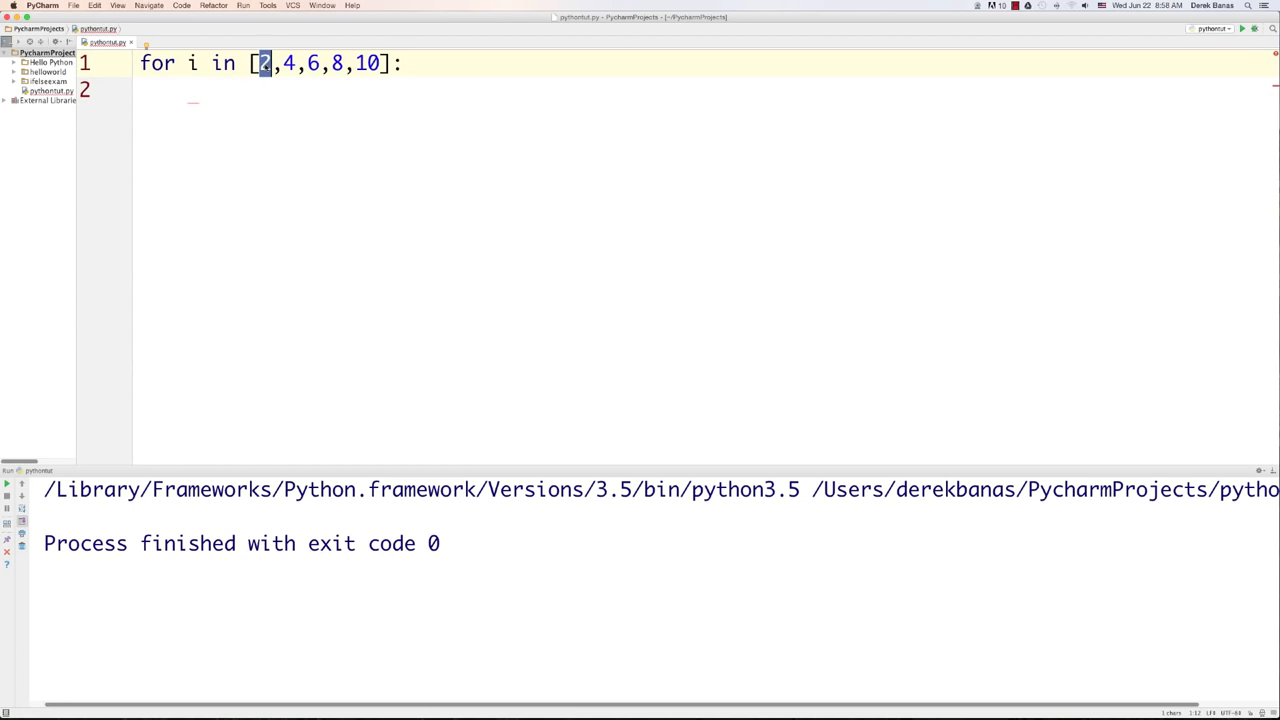 PyCharm File Edit View Navigate Code Refactor Run Tools VCS Window Help
14 Wed Jun 22 8:58 AM Derek Banas
pythontut.py - PycharmProjects - [~/PycharmProjects]
PycharmProjects pythontut.py
pythontut
pythontut.py
PycharmProject
Hello Python
helloworld
ifelseexam
pythontut.py
External Librarie
1 for i in [2,4,6,8,10]:
2
Run pythontut
/Library/Frameworks/Python.framework/Versions/3.5/bin/python3.5 /Users/derekbanas/PycharmProjects/pytho
Process finished with exit code 0
1 chars 1:12 LF UTF-8